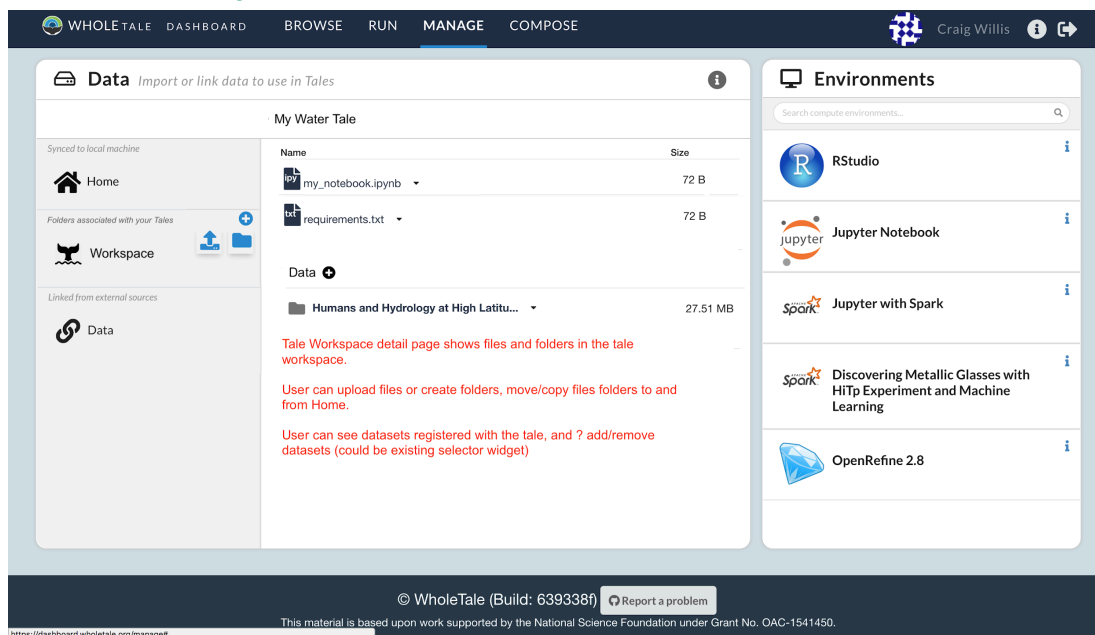 WHOLETALE DASHBOARD BROWSE RUN MANAGE COMPOSE Craig Willis
Data Import or link data to use in Tales
My Water Tale
Synced to local machine
Home
Folders associated with your Tales
Workspace
Linked from external sources
Data
Name Size
ipy my_notebook.ipynb 72 B
txt requirements.txt 72 B
Data
Humans and Hydrology at High Latitu... 27.51 MB
Tale Workspace detail page shows files and folders in the tale
workspace.
User can upload files or create folders, move/copy files folders to and
from Home.
User can see datasets registered with the tale, and ? add/remove
datasets (could be existing selector widget)
Environments
Search compute environments...
R RStudio
jupyter Jupyter Notebook
APACHE Spark Jupyter with Spark
APACHE Spark Discovering Metallic Glasses with
HiTp Experiment and Machine
Learning
OpenRefine 2.8
© WholeTale (Build: 639338f) Report a problem
This material is based upon work supported by the National Science Foundation under Grant No. OAC-1541450.
https://dashboard.wholetale.org/manage#